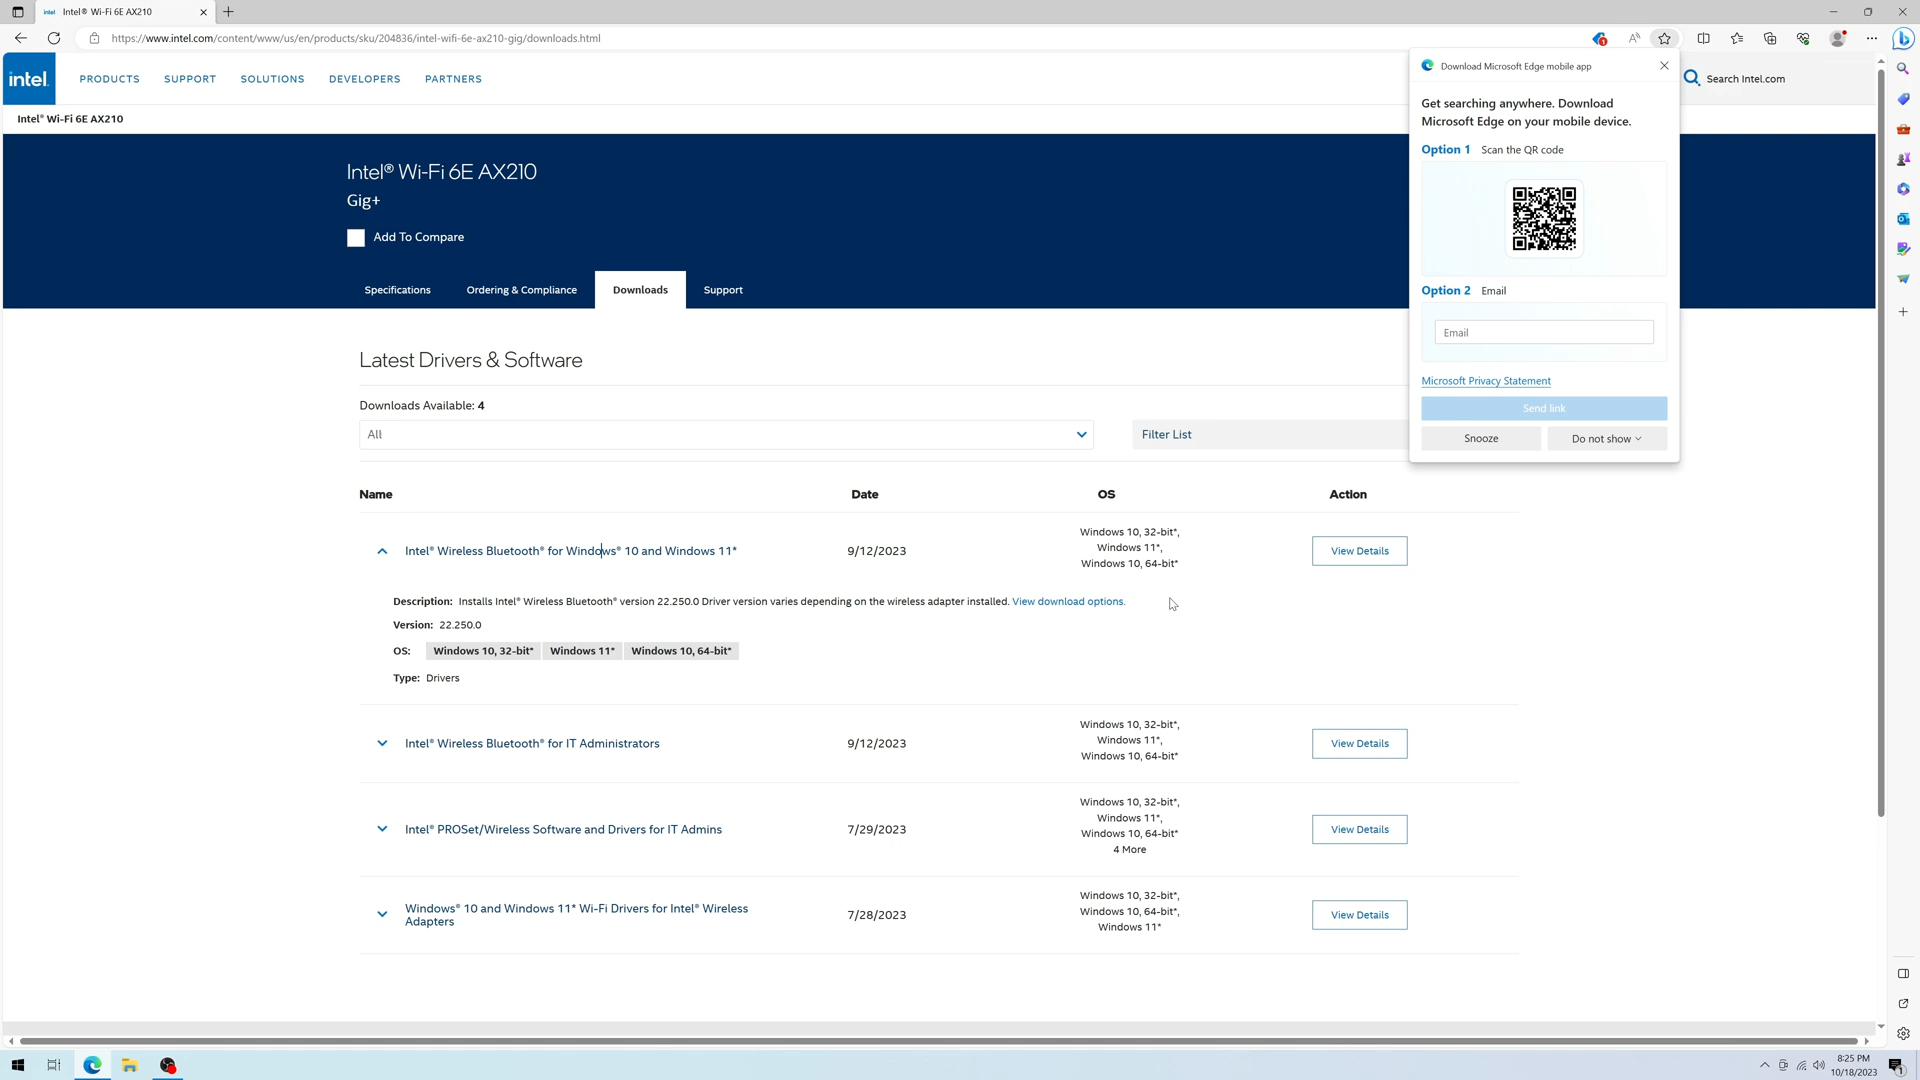 intel Intel® Wi-Fi 6E AX210
https://www.intel.com/content/www/us/en/products/sku/204836/intel-wifi-6e-ax210-gig/downloads.html
1
intel.
PRODUCTS SUPPORT SOLUTIONS DEVELOPERS PARTNERS
Search Intel.com
Intel® Wi-Fi 6E AX210
Intel® Wi-Fi 6E AX210
Gig+
Add To Compare
Specifications Ordering & Compliance Downloads Support
Download Microsoft Edge mobile app
Get searching anywhere. Download
Microsoft Edge on your mobile device.
Option 1 Scan the QR code
Option 2 Email
Email
Microsoft Privacy Statement
Send link
Snooze Do not show
Latest Drivers & Software
Downloads Available: 4
All
Filter List
Name Date OS Action
Intel® Wireless Bluetooth® for Windows® 10 and Windows 11*
9/12/2023
Windows 10, 32-bit*,
Windows 11*,
Windows 10, 64-bit*
View Details
Description: Installs Intel® Wireless Bluetooth® version 22.250.0 Driver version varies depending on the wireless adapter installed. View download options.
Version: 22.250.0
OS: Windows 10, 32-bit* Windows 11* Windows 10, 64-bit*
Type: Drivers
Intel® Wireless Bluetooth® for IT Administrators
9/12/2023
Windows 10, 32-bit*,
Windows 11*,
Windows 10, 64-bit*
View Details
Intel® PROSet/Wireless Software and Drivers for IT Admins
7/29/2023
Windows 10, 32-bit*,
Windows 11*,
Windows 10, 64-bit*
4 More
View Details
Windows® 10 and Windows 11* Wi-Fi Drivers for Intel® Wireless
Adapters
7/28/2023
Windows 10, 32-bit*,
Windows 10, 64-bit*,
Windows 11*
View Details
8:25 PM
10/18/2023
1